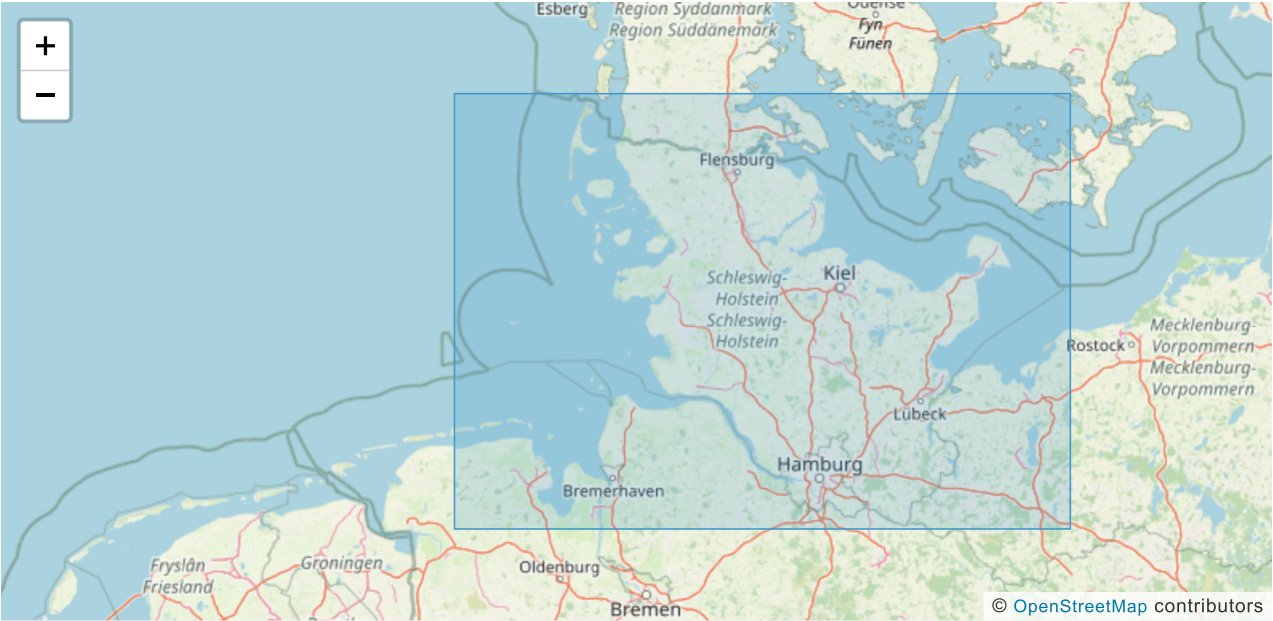 +
−
Esberg
Region Syddanmark
Region Süddänemark
Odense
Fyn
Fünen
Flensburg
Schleswig-
Holstein
Schleswig-
Holstein
Kiel
Rostock
Mecklenburg-
Vorpommern
Mecklenburg-
Vorpommern
Lübeck
Hamburg
Bremerhaven
Fryslân
Friesland
Groningen
Oldenburg
Bremen
© OpenStreetMap contributors